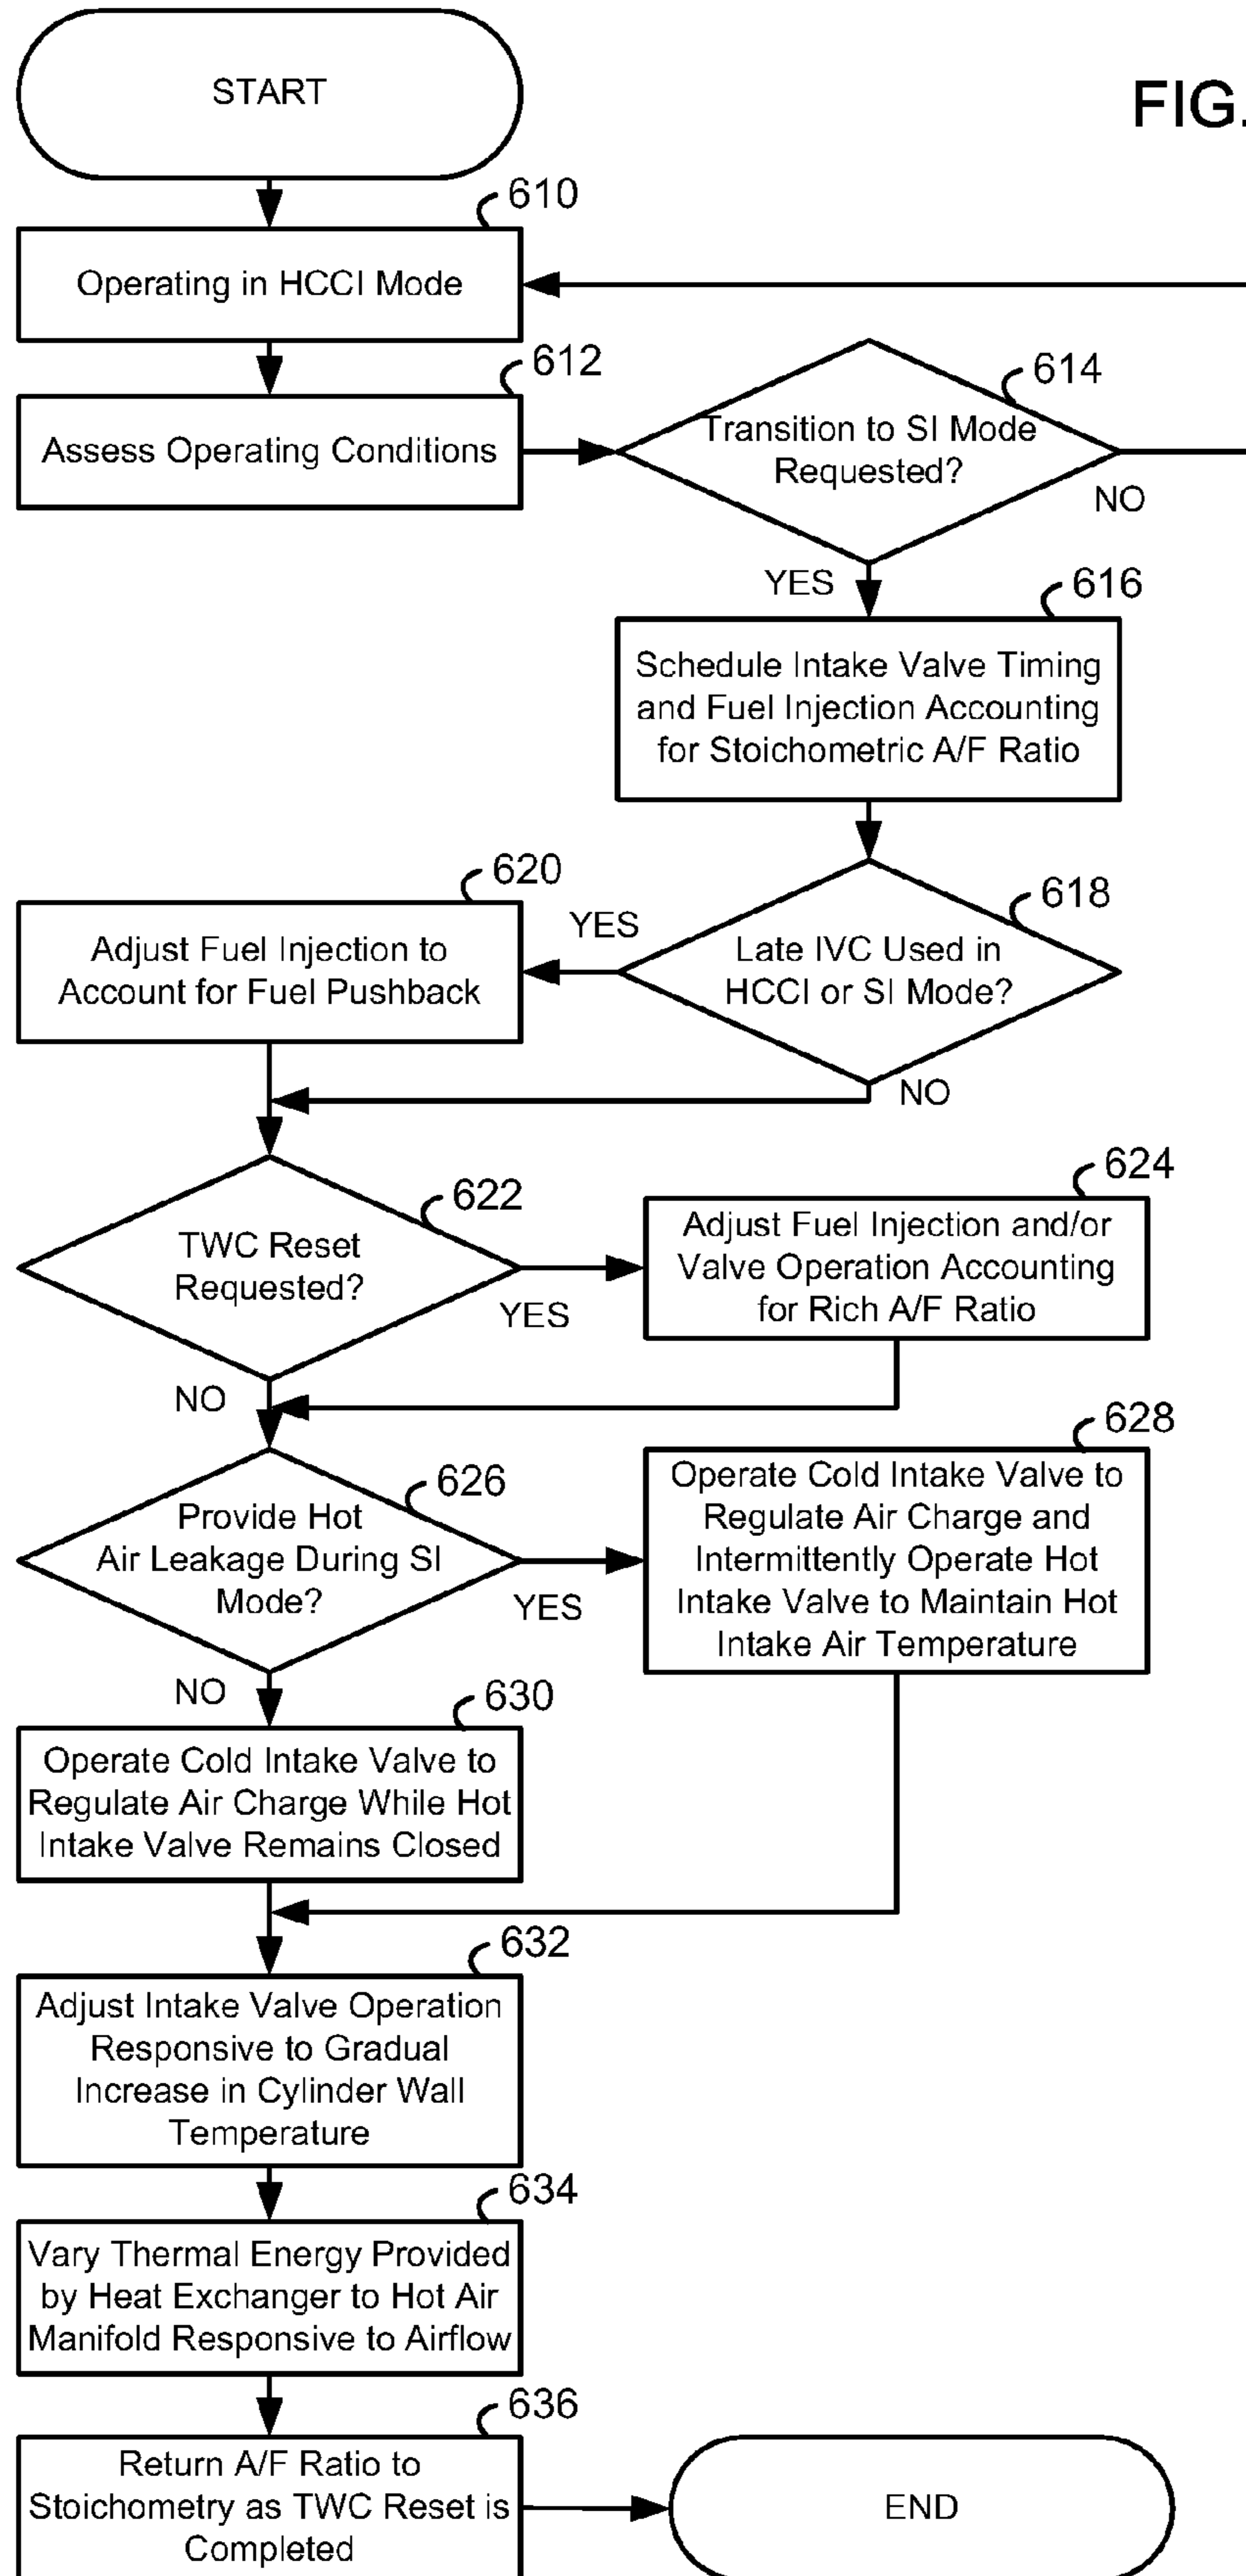 START
FIG.
610
Operating in HCCI Mode
612
Assess Operating Conditions
614
Transition to SI Mode
Requested?
NO
YES
616
Schedule Intake Valve Timing
and Fuel Injection Accounting
for Stoichometric A/F Ratio
618
Late IVC Used in
HCCI or SI Mode?
YES
NO
620
Adjust Fuel Injection to
Account for Fuel Pushback
622
TWC Reset
Requested?
YES
NO
624
Adjust Fuel Injection and/or
Valve Operation Accounting
for Rich A/F Ratio
626
Provide Hot
Air Leakage During SI
Mode?
YES
NO
628
Operate Cold Intake Valve to
Regulate Air Charge and
Intermittently Operate Hot
Intake Valve to Maintain Hot
Intake Air Temperature
630
Operate Cold Intake Valve to
Regulate Air Charge While Hot
Intake Valve Remains Closed
632
Adjust Intake Valve Operation
Responsive to Gradual
Increase in Cylinder Wall
Temperature
634
Vary Thermal Energy Provided
by Heat Exchanger to Hot Air
Manifold Responsive to Airflow
636
Return A/F Ratio to
Stoichometry as TWC Reset is
Completed
END